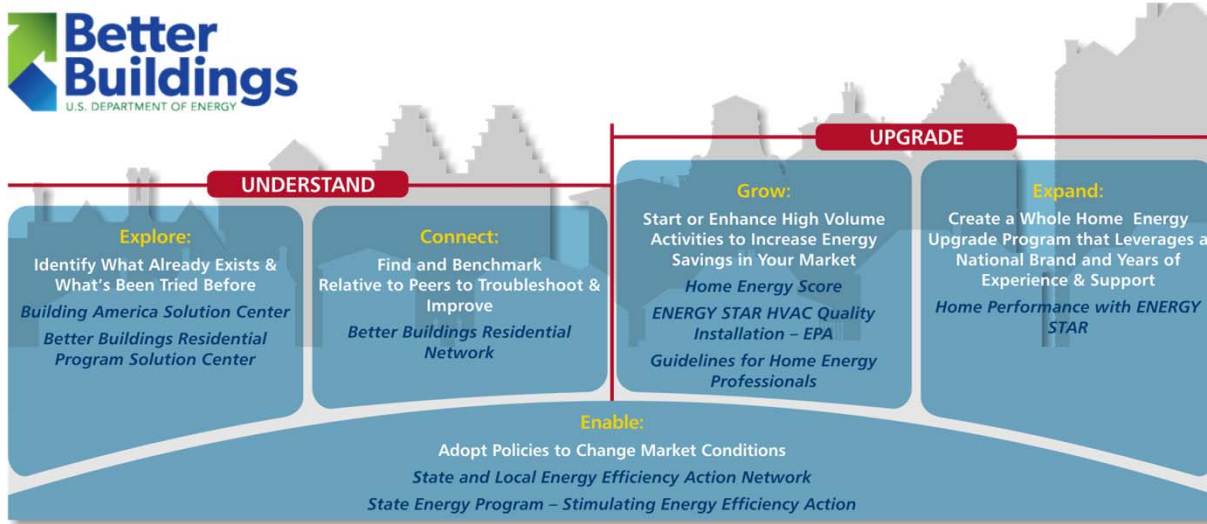 Better
Buildings
U.S. DEPARTMENT OF ENERGY
UNDERSTAND
UPGRADE
Explore:
Identify What Already Exists &
What's Been Tried Before
Building America Solution Center
Better Buildings Residential
Program Solution Center
Connect:
Find and Benchmark
Relative to Peers to Troubleshoot &
Improve
Better Buildings Residential
Network
Grow:
Start or Enhance High Volume
Activities to Increase Energy
Savings in Your Market
Home Energy Score
ENERGY STAR HVAC Quality
Installation – EPA
Guidelines for Home Energy
Professionals
Expand:
Create a Whole Home Energy
Upgrade Program that Leverages a
National Brand and Years of
Experience & Support
Home Performance with ENERGY
STAR
Enable:
Adopt Policies to Change Market Conditions
State and Local Energy Efficiency Action Network
State Energy Program – Stimulating Energy Efficiency Action